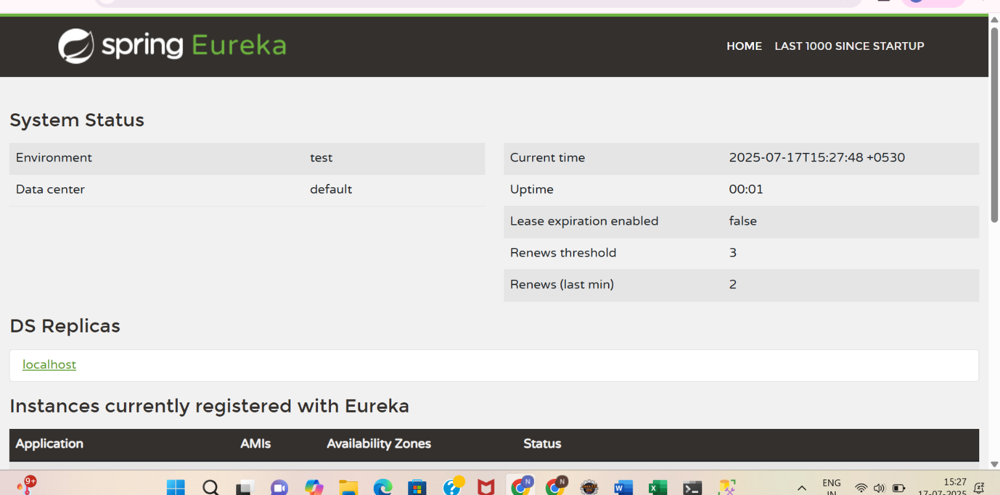 spring Eureka
HOME LAST 1000 SINCE STARTUP
System Status
Environment test
Data center default
Current time 2025-07-17T15:27:48 +0530
Uptime 00:01
Lease expiration enabled false
Renews threshold 3
Renews (last min) 2
DS Replicas
localhost
Instances currently registered with Eureka
Application AMIs Availability Zones Status
9+
N
N
W
X
ENG
IN
15:27
17-07-2025